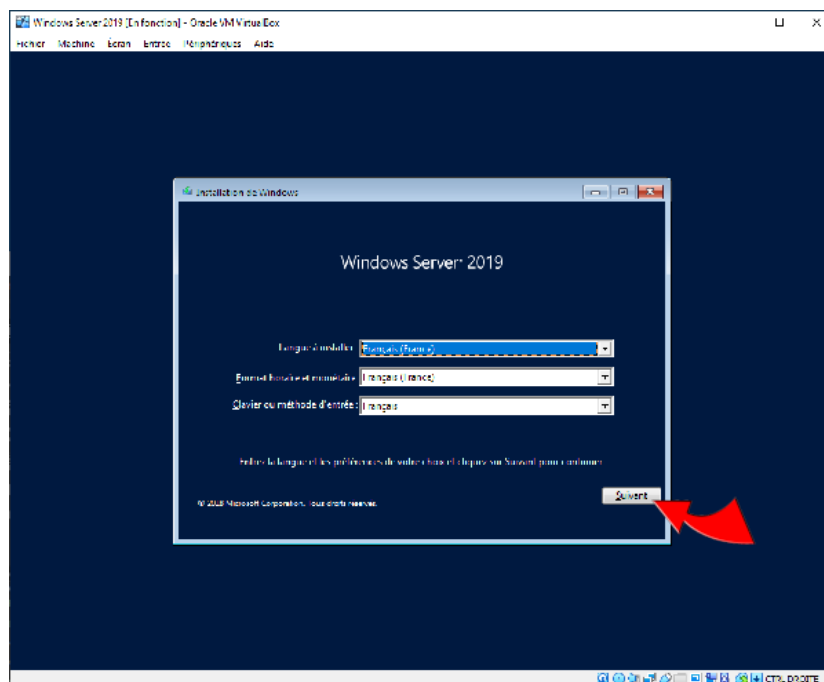 Windows Server 2019 [En fonction] - Oracle VM VirtualBox
Fichier Machine Écran Entrée Périphériques Aide
Installation de Windows
Windows Server® 2019
Langue à installer : Français (France)
Format horaire et monétaire : Français (France)
Clavier ou méthode d'entrée : Français
Entrez la langue et les préférences de votre choix et cliquez sur Suivant pour continuer.
Suivant
© 2018 Microsoft Corporation. Tous droits réservés.
CTRL DROITE